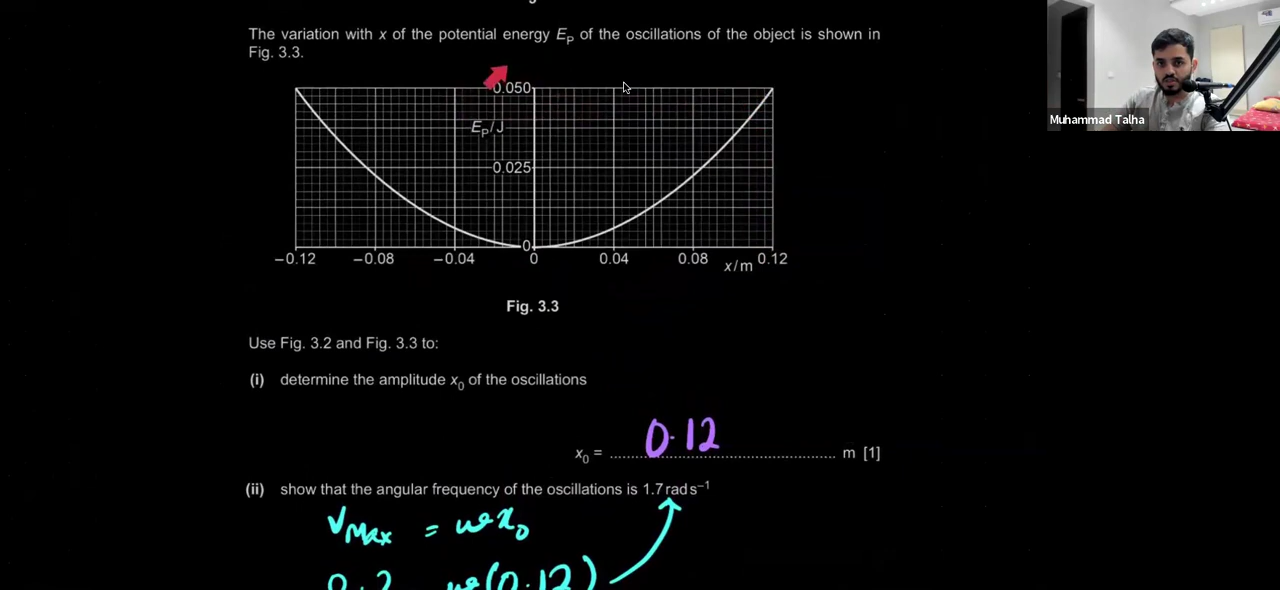 The variation with x of the potential energy EP of the oscillations of the object is shown in
Fig. 3.3.
Muhammad Talha
0.050
EP/J
0.025
0
−0.12 −0.08 −0.04 0 0.04 0.08 x/m 0.12
Fig. 3.3
Use Fig. 3.2 and Fig. 3.3 to:
(i) determine the amplitude x0 of the oscillations
x0 = 0.12 m [1]
(ii) show that the angular frequency of the oscillations is 1.7 rad s−1
vMax = w x0
(0.12)